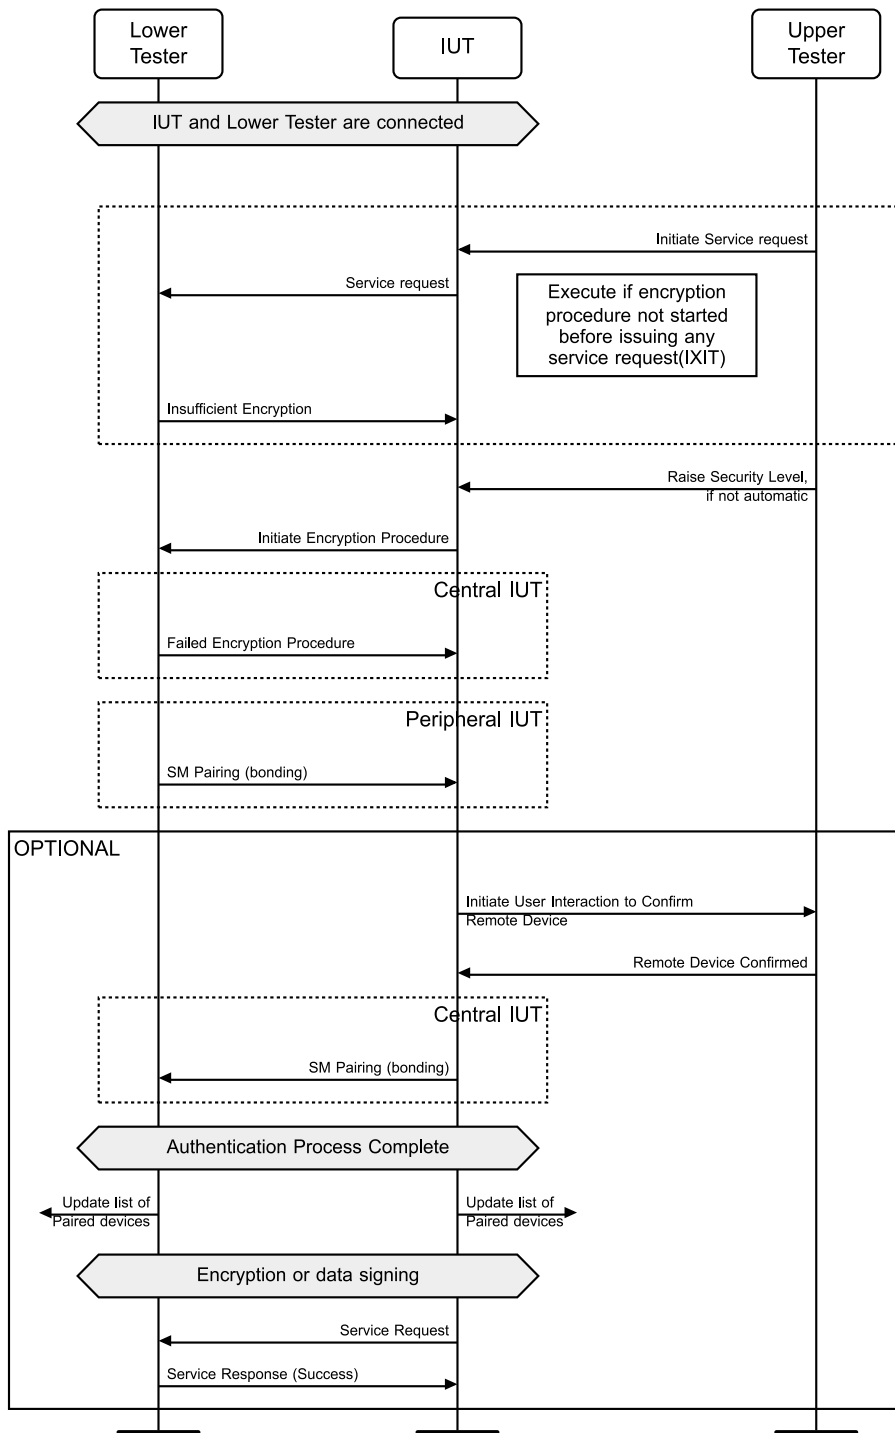 Lower
Tester
IUT
Upper
Tester
IUT and Lower Tester are connected
Initiate Service request
Service request
Execute if encryption
procedure not started
before issuing any
service request(IXIT)
Insufficient Encryption
Raise Security Level,
if not automatic
Initiate Encryption Procedure
Central IUT
Failed Encryption Procedure
Peripheral IUT
SM Pairing (bonding)
OPTIONAL
Initiate User Interaction to Confirm
Remote Device
Remote Device Confirmed
Central IUT
SM Pairing (bonding)
Authentication Process Complete
Update list of
Paired devices
Update list of
Paired devices
Encryption or data signing
Service Request
Service Response (Success)